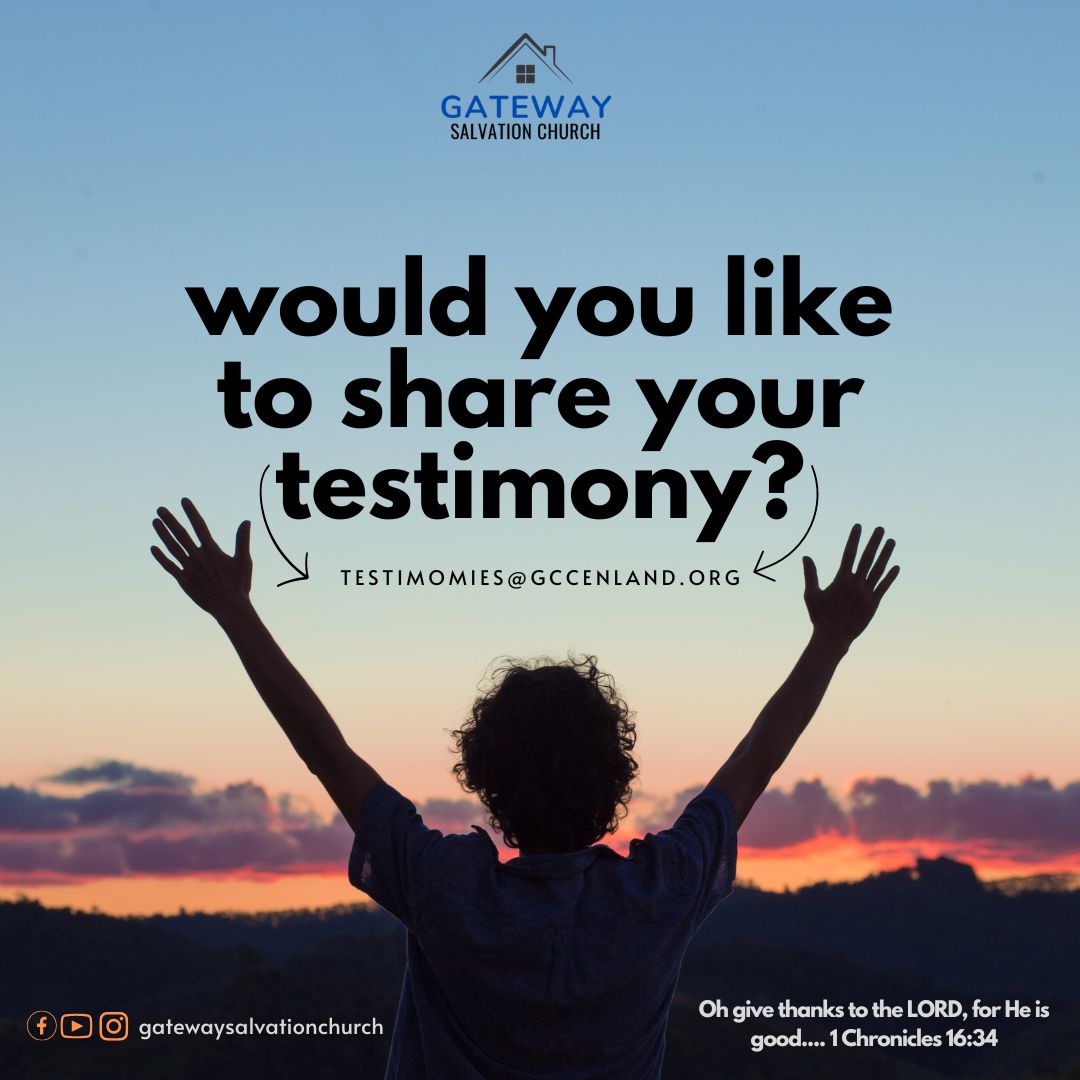 GATEWAY
SALVATION CHURCH
would you like
to share your
testimony?
TESTIMOMIES@GCCENLAND.ORG
gatewaysalvationchurch
Oh give thanks to the LORD, for He is
good.... 1 Chronicles 16:34